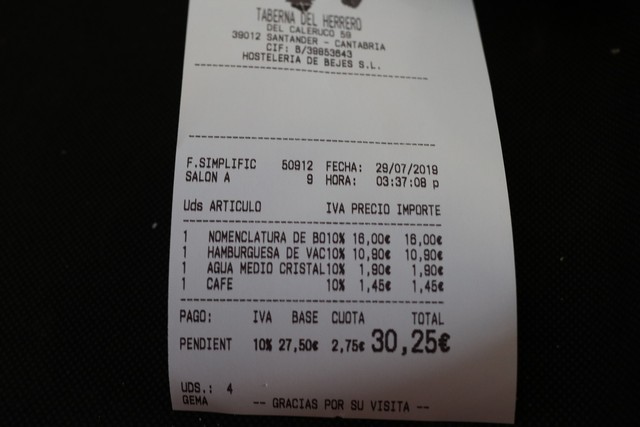 TABERNA DEL HERRERO
DEL CALERUCO 59
39012 SANTANDER - CANTABRIA
CIF: B/39853643
HOSTELERIA DE BEJES S.L.
F.SIMPLIFIC 50912 FECHA: 29/07/2019
SALON A 9 HORA: 03:37:08 p
Uds ARTICULO IVA PRECIO IMPORTE
1 NOMENCLATURA DE BO10% 16,00€ 16,00€
1 HAMBURGUESA DE VAC10% 10,90€ 10,90€
1 AGUA MEDIO CRISTAL10% 1,90€ 1,90€
1 CAFE 10% 1,45€ 1,45€
PAGO: IVA BASE CUOTA TOTAL
PENDIENT 10% 27,50€ 2,75€ 30,25€
UDS.: 4
GEMA -- GRACIAS POR SU VISITA --